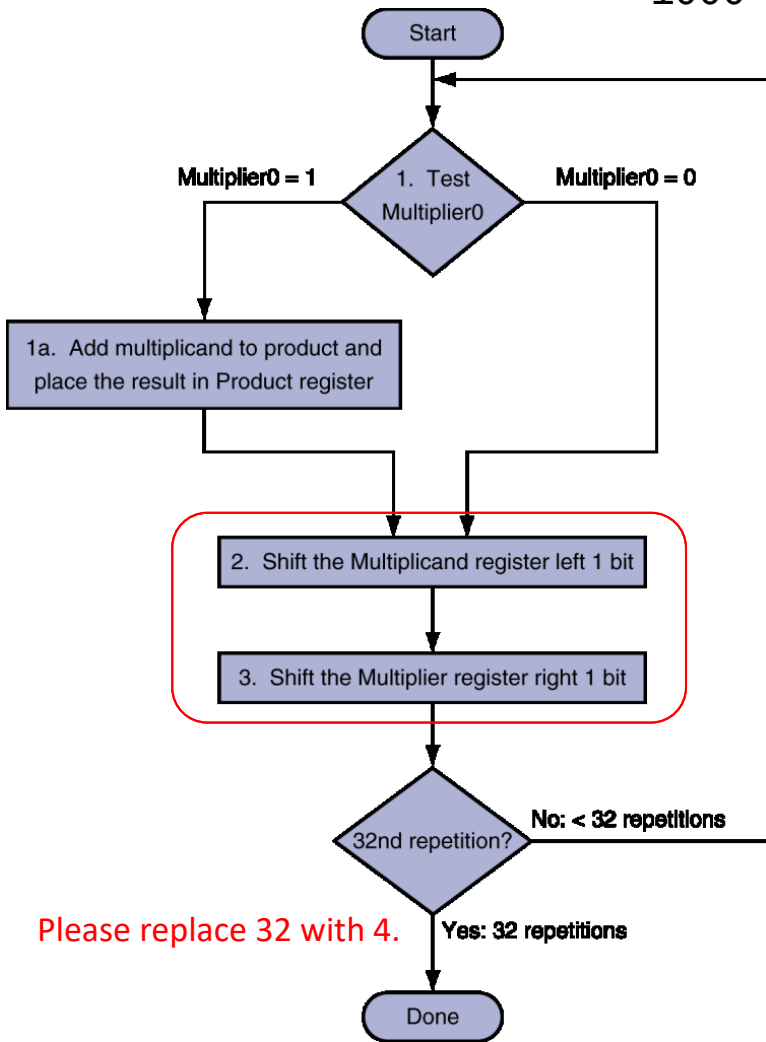 Start
Multiplier0 = 1
1. Test
Multiplier0
Multiplier0 = 0
1a. Add multiplicand to product and
place the result in Product register
2. Shift the Multiplicand register left 1 bit
3. Shift the Multiplier register right 1 bit
32nd repetition?
No: < 32 repetitions
Please replace 32 with 4.
Yes: 32 repetitions
Done